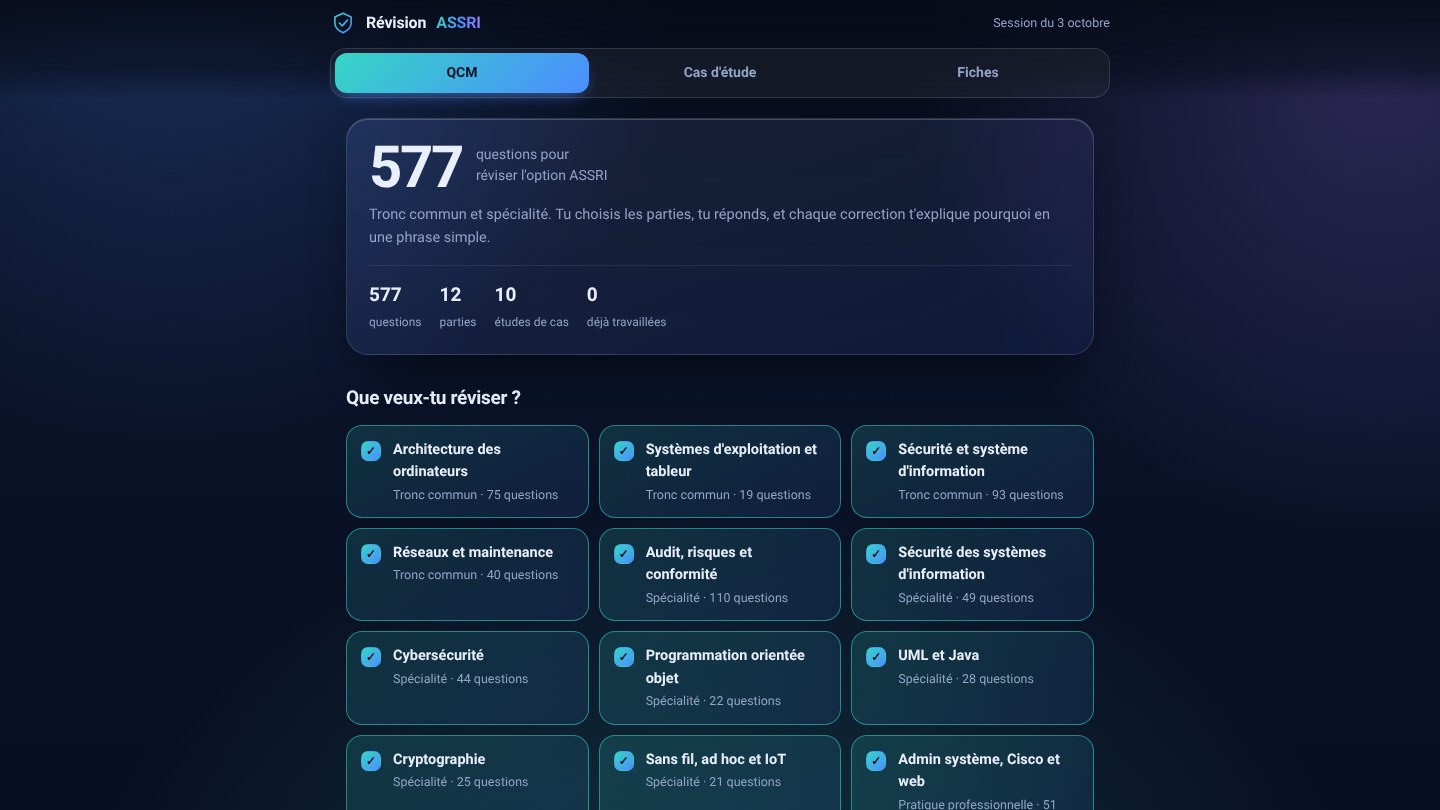 Révision ASSRI
Session du 3 octobre
QCM
Cas d'étude
Fiches
577
questions pour
réviser l'option ASSRI
Tronc commun et spécialité. Tu choisis les parties, tu réponds, et chaque correction t'explique pourquoi en
une phrase simple.
577
questions
12
parties
10
études de cas
0
déjà travaillées
Que veux-tu réviser ?
Architecture des
ordinateurs
Tronc commun · 75 questions
Systèmes d'exploitation et
tableur
Tronc commun · 19 questions
Sécurité et système
d'information
Tronc commun · 93 questions
Réseaux et maintenance
Tronc commun · 40 questions
Audit, risques et
conformité
Spécialité · 110 questions
Sécurité des systèmes
d'information
Spécialité · 49 questions
Cybersécurité
Spécialité · 44 questions
Programmation orientée
objet
Spécialité · 22 questions
UML et Java
Spécialité · 28 questions
Cryptographie
Spécialité · 25 questions
Sans fil, ad hoc et IoT
Spécialité · 21 questions
Admin système, Cisco et
web
Pratique professionnelle · 51